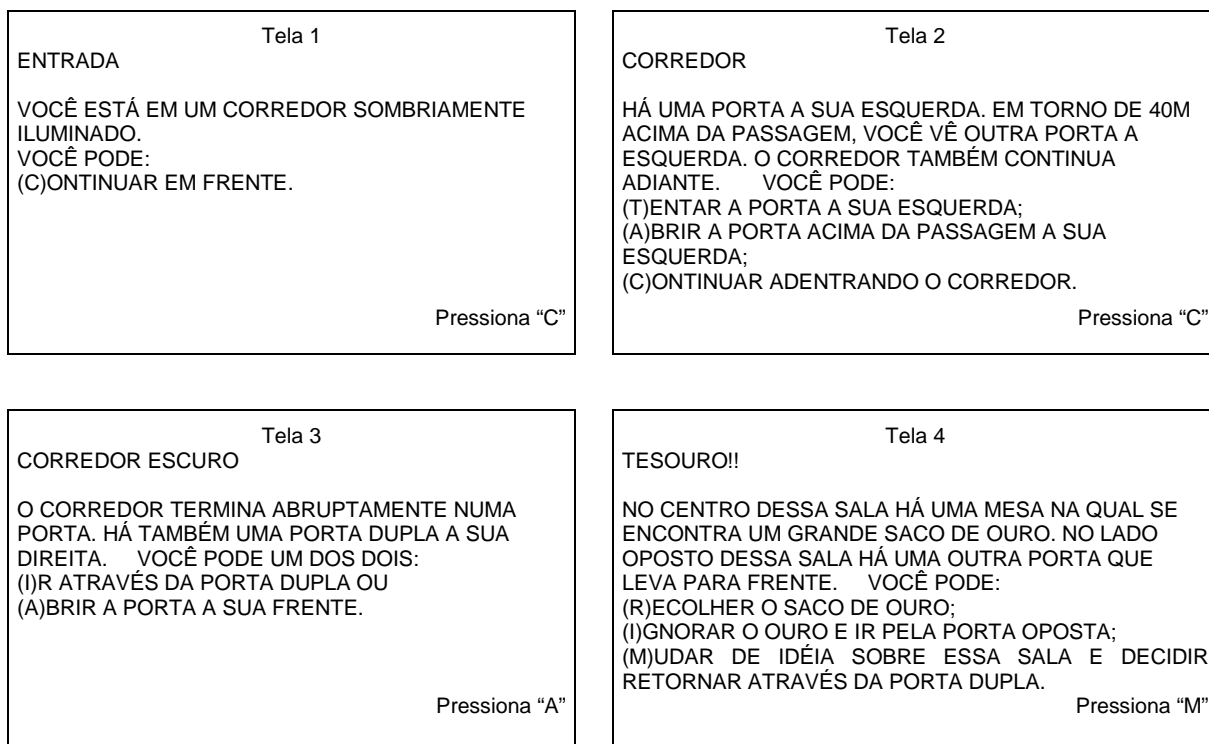 Tela 1
ENTRADA
VOCÊ ESTÁ EM UM CORREDOR SOMBRIAMENTE
ILUMINADO.
VOCÊ PODE:
(C)ONTINUAR EM FRENTE.
Pressiona “C”
Tela 2
CORREDOR
HÁ UMA PORTA A SUA ESQUERDA. EM TORNO DE 40M
ACIMA DA PASSAGEM, VOCÊ VÊ OUTRA PORTA A
ESQUERDA. O CORREDOR TAMBÉM CONTINUA
ADIANTE. VOCÊ PODE:
(T)ENTAR A PORTA A SUA ESQUERDA;
(A)BRIR A PORTA ACIMA DA PASSAGEM A SUA
ESQUERDA;
(C)ONTINUAR ADENTRANDO O CORREDOR.
Pressiona “C”
Tela 3
CORREDOR ESCURO
O CORREDOR TERMINA ABRUPTAMENTE NUMA
PORTA. HÁ TAMBÉM UMA PORTA DUPLA A SUA
DIREITA. VOCÊ PODE UM DOS DOIS:
(I)R ATRAVÉS DA PORTA DUPLA OU
(A)BRIR A PORTA A SUA FRENTE.
Pressiona “A”
Tela 4
TESOURO!!
NO CENTRO DESSA SALA HÁ UMA MESA NA QUAL SE
ENCONTRA UM GRANDE SACO DE OURO. NO LADO
OPOSTO DESSA SALA HÁ UMA OUTRA PORTA QUE
LEVA PARA FRENTE. VOCÊ PODE:
(R)ECOLHER O SACO DE OURO;
(I)GNORAR O OURO E IR PELA PORTA OPOSTA;
(M)UDAR DE IDÉIA SOBRE ESSA SALA E DECIDIR
RETORNAR ATRAVÉS DA PORTA DUPLA.
Pressiona “M”